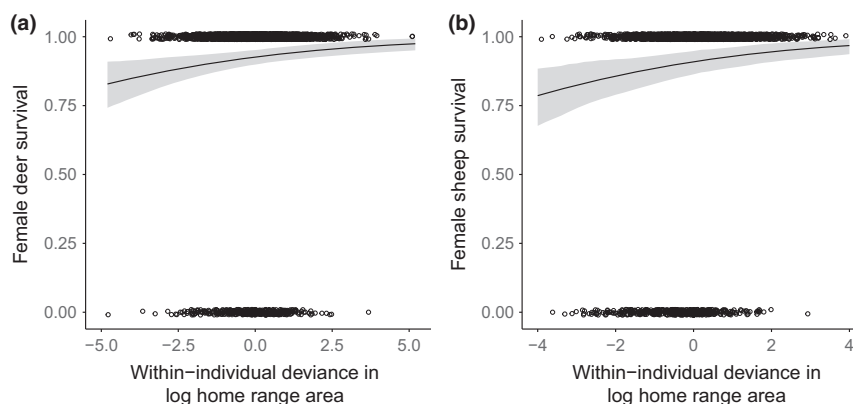 (a)
1.00
0.75
0.50
0.25
0.00
Female deer survival
−5.0 −2.5 0.0 2.5 5.0
Within−individual deviance in
log home range area
(b)
1.00
0.75
0.50
0.25
0.00
Female sheep survival
−4 −2 0 2 4
Within−individual deviance in
log home range area